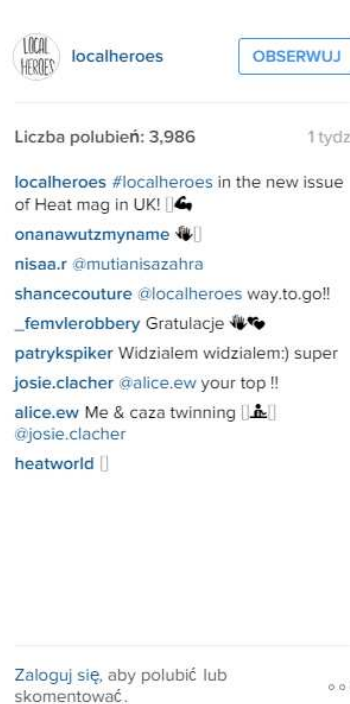 LOCAL
HEROES
localheroes
OBSERWUJ
Liczba polubień: 3,986
1 tydz
localheroes #localheroes in the new issue
of Heat mag in UK!
onanawutzmyname
nisaa.r @mutianisazahra
shancecouture @localheroes way.to.go!!
_femvlerobbery Gratulacje
patrykspiker Widzialem widzialem:) super
josie.clacher @alice.ew your top !!
alice.ew Me & caza twinning
@josie.clacher
heatworld
Zaloguj się, aby polubić lub
skomentować.